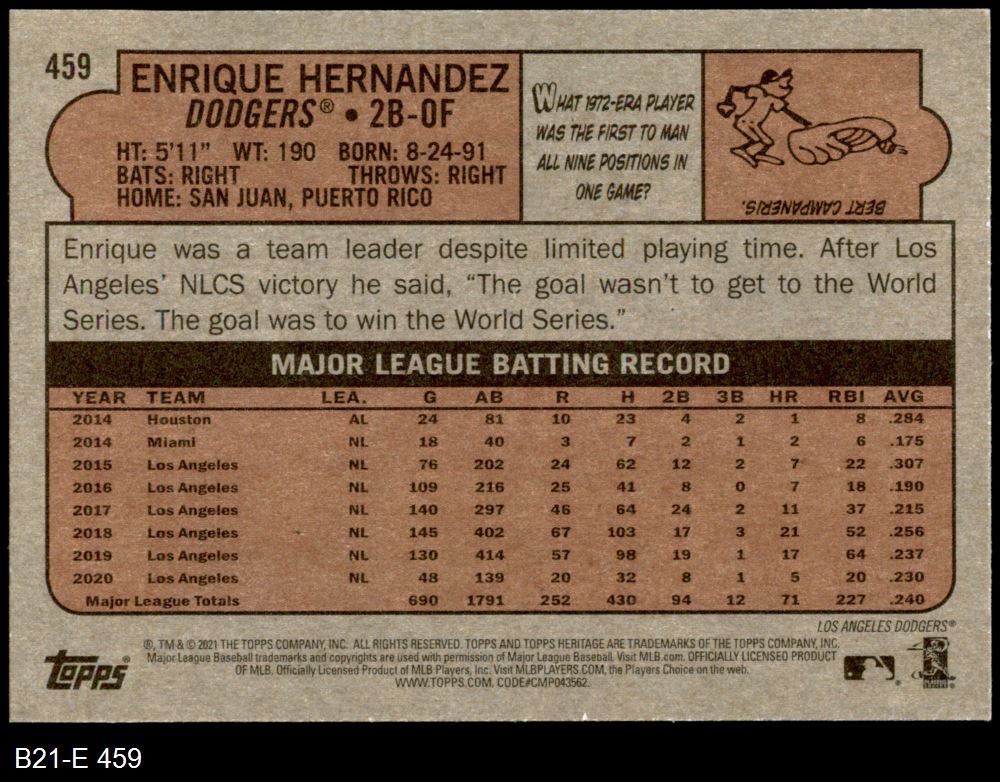 459
ENRIQUE HERNANDEZ
DODGERS® • 2B-OF
HT: 5'11" WT: 190 BORN: 8-24-91
BATS: RIGHT THROWS: RIGHT
HOME: SAN JUAN, PUERTO RICO
WHAT 1972-ERA PLAYER
WAS THE FIRST TO MAN
ALL NINE POSITIONS IN
ONE GAME?
BERT CAMPANERIS.
Enrique was a team leader despite limited playing time. After Los
Angeles' NLCS victory he said, "The goal wasn't to get to the World
Series. The goal was to win the World Series."
MAJOR LEAGUE BATTING RECORD
YEAR TEAM LEA. G AB R H 2B 3B HR RBI AVG
2014 Houston AL 24 81 10 23 4 2 1 8 .284
2014 Miami NL 18 40 3 7 2 1 2 6 .175
2015 Los Angeles NL 76 202 24 62 12 2 7 22 .307
2016 Los Angeles NL 109 216 25 41 8 0 7 18 .190
2017 Los Angeles NL 140 297 46 64 24 2 11 37 .215
2018 Los Angeles NL 145 402 67 103 17 3 21 52 .256
2019 Los Angeles NL 130 414 57 98 19 1 17 64 .237
2020 Los Angeles NL 48 139 20 32 8 1 5 20 .230
Major League Totals 690 1791 252 430 94 12 71 227 .240
LOS ANGELES DODGERS®
®, TM & © 2021 THE TOPPS COMPANY, INC. ALL RIGHTS RESERVED. TOPPS AND TOPPS HERITAGE ARE TRADEMARKS OF THE TOPPS COMPANY, INC.
Major League Baseball trademarks and copyrights are used with permission of Major League Baseball. Visit MLB.com. OFFICIALLY LICENSED PRODUCT
OF MLB. Officially Licensed Product of MLB Players, Inc. Visit MLBPLAYERS.COM, the Players Choice on the web.
WWW.TOPPS.COM. CODE#CMP043562.
TOPPS®
B21-E 459